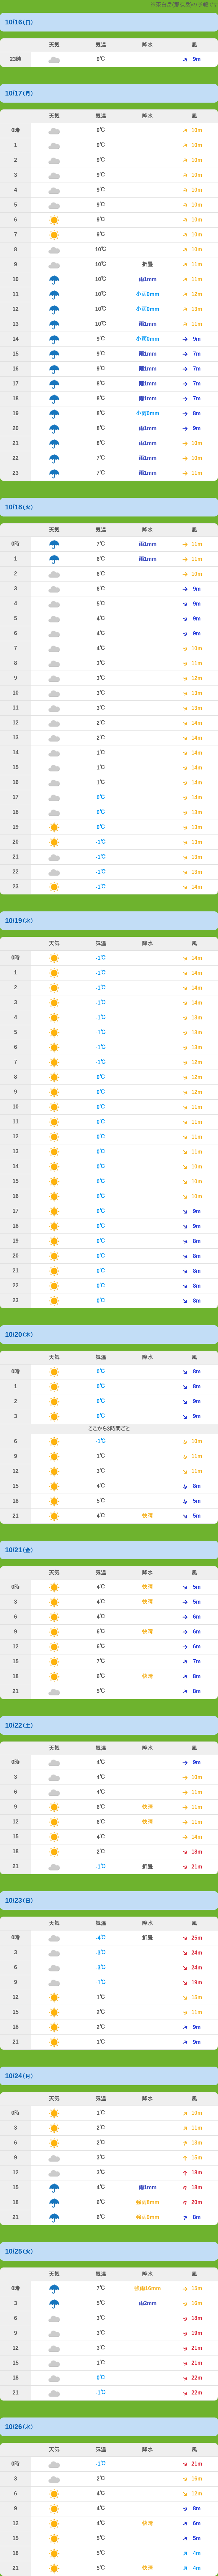 10/16(日)
天気 気温 降水 風
23時 9℃ 9m
10/17(月)
天気 気温 降水 風
0時 9℃ 10m
1 9℃ 10m
2 9℃ 10m
3 9℃ 10m
4 9℃ 10m
5 9℃ 10m
6 9℃ 10m
7 9℃ 10m
8 10℃ 10m
9 10℃ 折曇 11m
10 10℃ 雨1mm 11m
11 10℃ 小雨0mm 12m
12 10℃ 小雨0mm 13m
13 10℃ 雨1mm 11m
14 9℃ 小雨0mm 9m
15 9℃ 雨1mm 7m
16 9℃ 雨1mm 7m
17 8℃ 雨1mm 7m
18 8℃ 雨1mm 7m
19 8℃ 小雨0mm 8m
20 8℃ 雨1mm 9m
21 8℃ 雨1mm 10m
22 7℃ 雨1mm 10m
23 7℃ 雨1mm 11m
10/18(火)
天気 気温 降水 風
0時 7℃ 雨1mm 11m
1 6℃ 雨1mm 11m
2 6℃ 10m
3 6℃ 9m
4 5℃ 9m
5 4℃ 9m
6 4℃ 9m
7 4℃ 10m
8 3℃ 11m
9 3℃ 12m
10 3℃ 13m
11 3℃ 13m
12 2℃ 14m
13 2℃ 14m
14 1℃ 14m
15 1℃ 14m
16 1℃ 14m
17 0℃ 14m
18 0℃ 13m
19 0℃ 13m
20 -1℃ 13m
21 -1℃ 13m
22 -1℃ 13m
23 -1℃ 14m
10/19(水)
天気 気温 降水 風
0時 -1℃ 14m
1 -1℃ 14m
2 -1℃ 14m
3 -1℃ 14m
4 -1℃ 13m
5 -1℃ 13m
6 -1℃ 13m
7 -1℃ 12m
8 0℃ 12m
9 0℃ 12m
10 0℃ 11m
11 0℃ 11m
12 0℃ 11m
13 0℃ 11m
14 0℃ 10m
15 0℃ 10m
16 0℃ 10m
17 0℃ 9m
18 0℃ 9m
19 0℃ 8m
20 0℃ 8m
21 0℃ 8m
22 0℃ 8m
23 0℃ 8m
10/20(木)
天気 気温 降水 風
0時 0℃ 8m
1 0℃ 8m
2 0℃ 9m
3 0℃ 9m
ここから3時間ごと
6 -1℃ 10m
9 1℃ 11m
12 3℃ 11m
15 4℃ 8m
18 5℃ 5m
21 4℃ 快晴 5m
10/21(金)
天気 気温 降水 風
0時 4℃ 快晴 5m
3 4℃ 快晴 5m
6 4℃ 6m
9 6℃ 快晴 6m
12 6℃ 6m
15 7℃ 7m
18 6℃ 快晴 8m
21 5℃ 8m
10/22(土)
天気 気温 降水 風
0時 4℃ 9m
3 4℃ 10m
6 4℃ 11m
9 6℃ 快晴 11m
12 6℃ 快晴 11m
15 4℃ 14m
18 2℃ 18m
21 -1℃ 折曇 21m
10/23(日)
天気 気温 降水 風
0時 -4℃ 折曇 25m
3 -3℃ 24m
6 -3℃ 24m
9 -1℃ 19m
12 1℃ 15m
15 2℃ 11m
18 2℃ 9m
21 1℃ 9m
10/24(月)
天気 気温 降水 風
0時 1℃ 10m
3 2℃ 11m
6 2℃ 13m
9 3℃ 15m
12 3℃ 18m
15 4℃ 雨1mm 18m
18 6℃ 強雨8mm 20m
21 6℃ 8m
10/25(火)
天気 気温 降水 風
0時 7℃ 強雨16mm 15m
3 5℃ 雨2mm 16m
6 3℃ 18m
9 3℃ 19m
12 3℃ 21m
15 1℃ 21m
18 0℃ 22m
21 -1℃ 22m
10/26(水)
天気 気温 降水 風
0時 -1℃ 21m
3 2℃ 16m
6 4℃ 12m
9 4℃ 8m
12 4℃ 快晴 6m
15 5℃ 5m
18 5℃ 4m
21 5℃ 快晴 4m